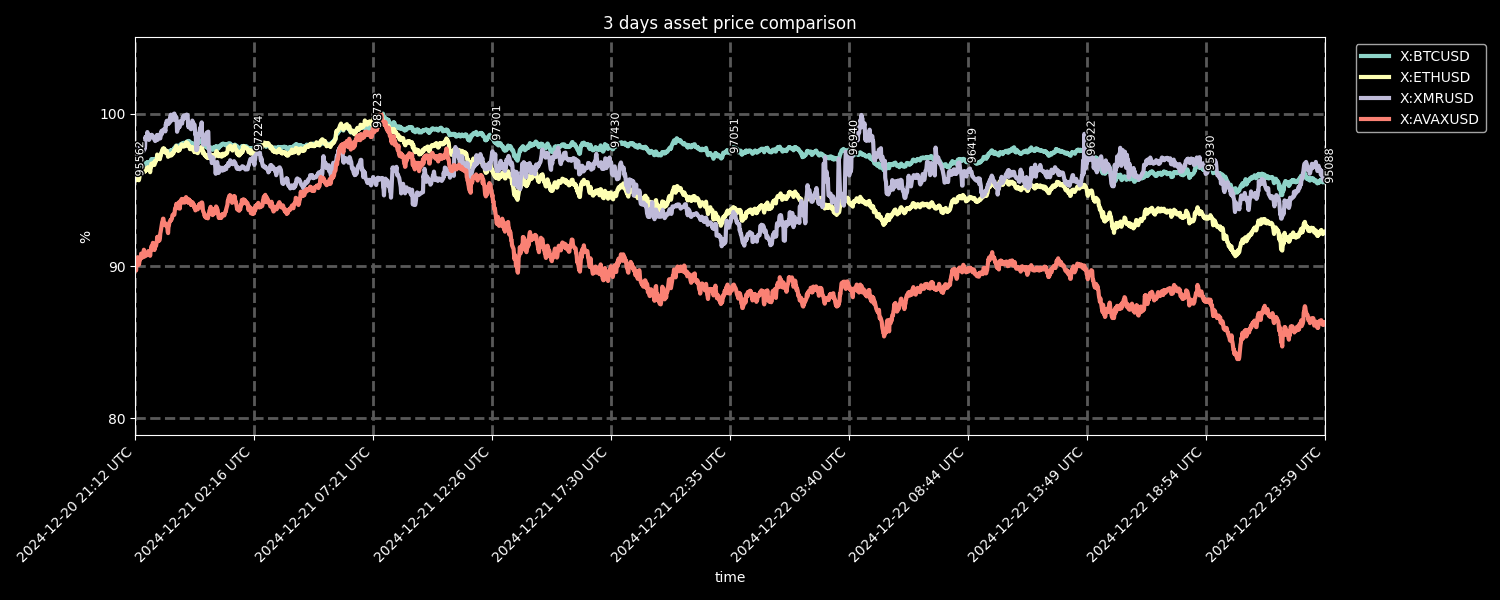 3 days asset price comparison
X:BTCUSD
X:ETHUSD
X:XMRUSD
X:AVAXUSD
100
90
80
%
95562
97224
98723
97901
97430
97051
96940
96419
96922
95930
95088
2024-12-20 21:12 UTC
2024-12-21 02:16 UTC
2024-12-21 07:21 UTC
2024-12-21 12:26 UTC
2024-12-21 17:30 UTC
2024-12-21 22:35 UTC
2024-12-22 03:40 UTC
2024-12-22 08:44 UTC
2024-12-22 13:49 UTC
2024-12-22 18:54 UTC
2024-12-22 23:59 UTC
time